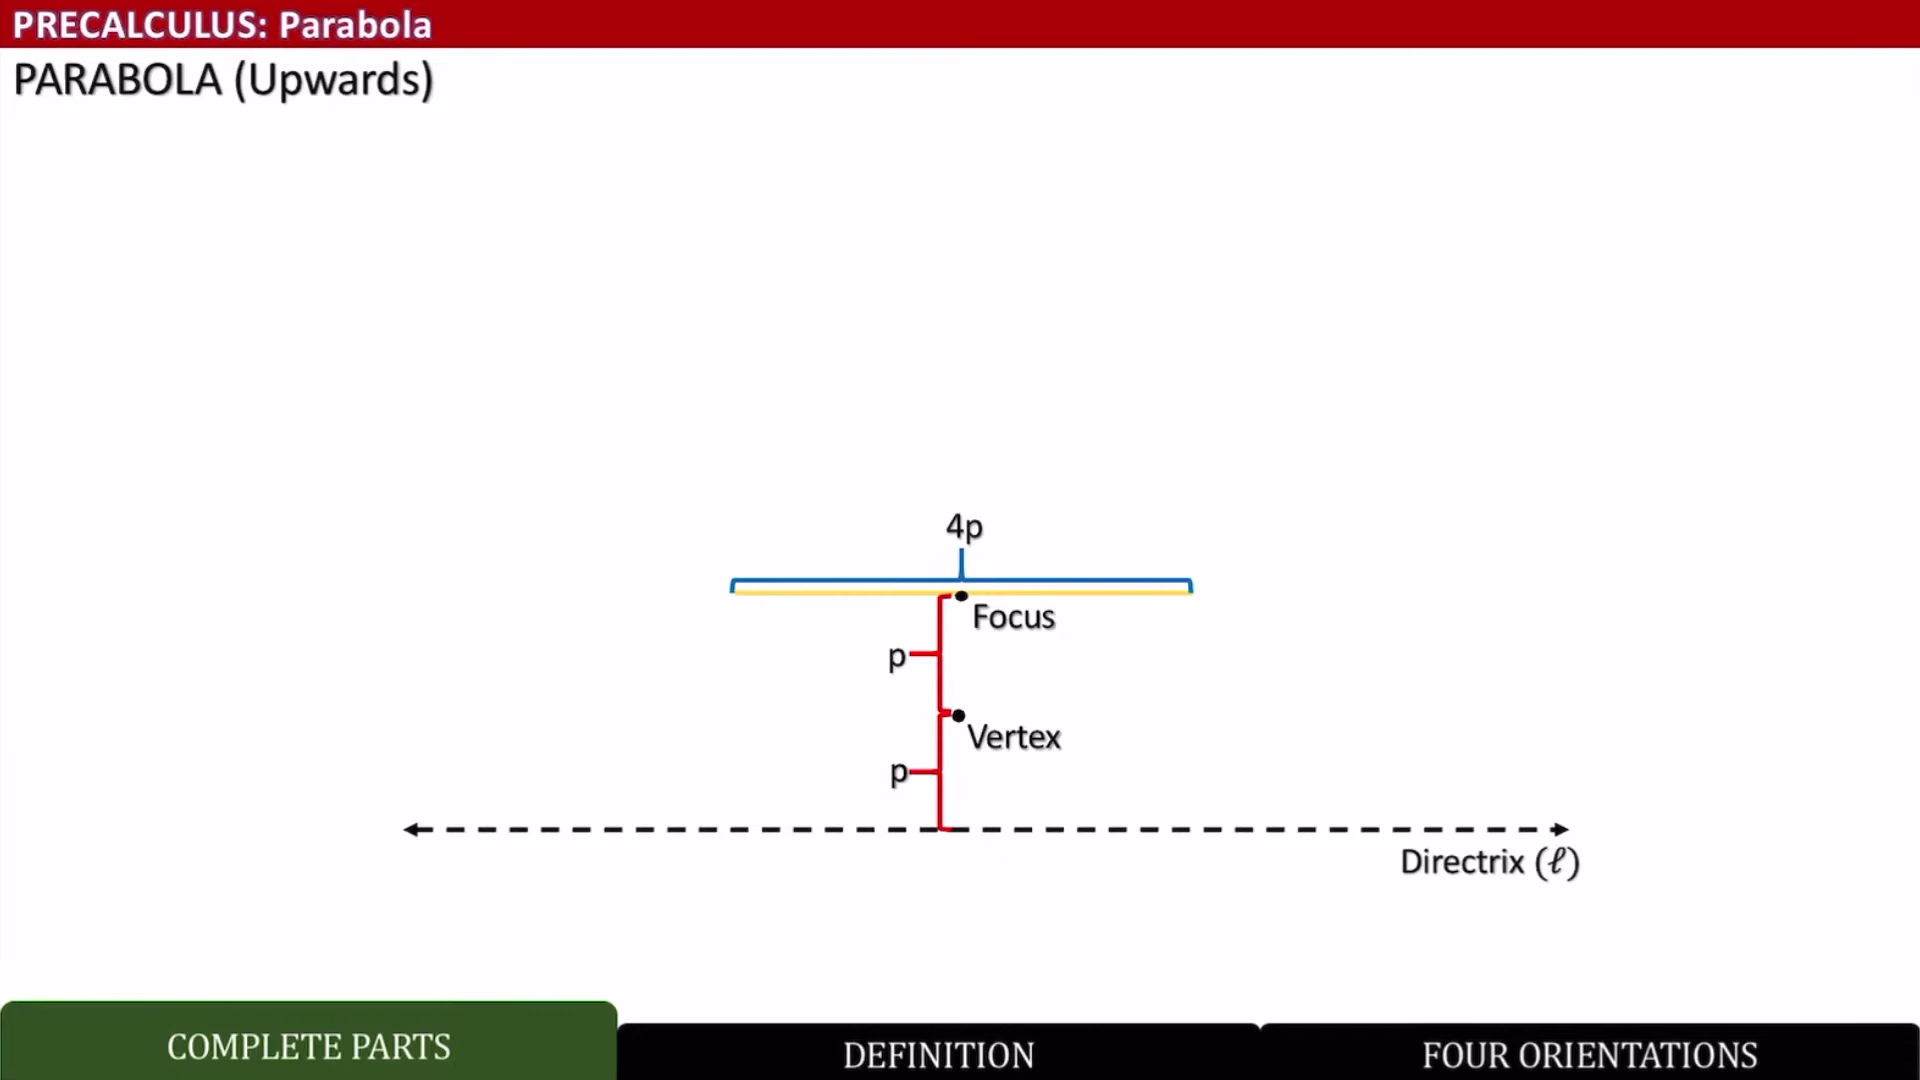 PRECALCULUS: Parabola
PARABOLA (Upwards)
4p
Focus
p
Vertex
p
Directrix (ℓ)
COMPLETE PARTS
DEFINITION
FOUR ORIENTATIONS